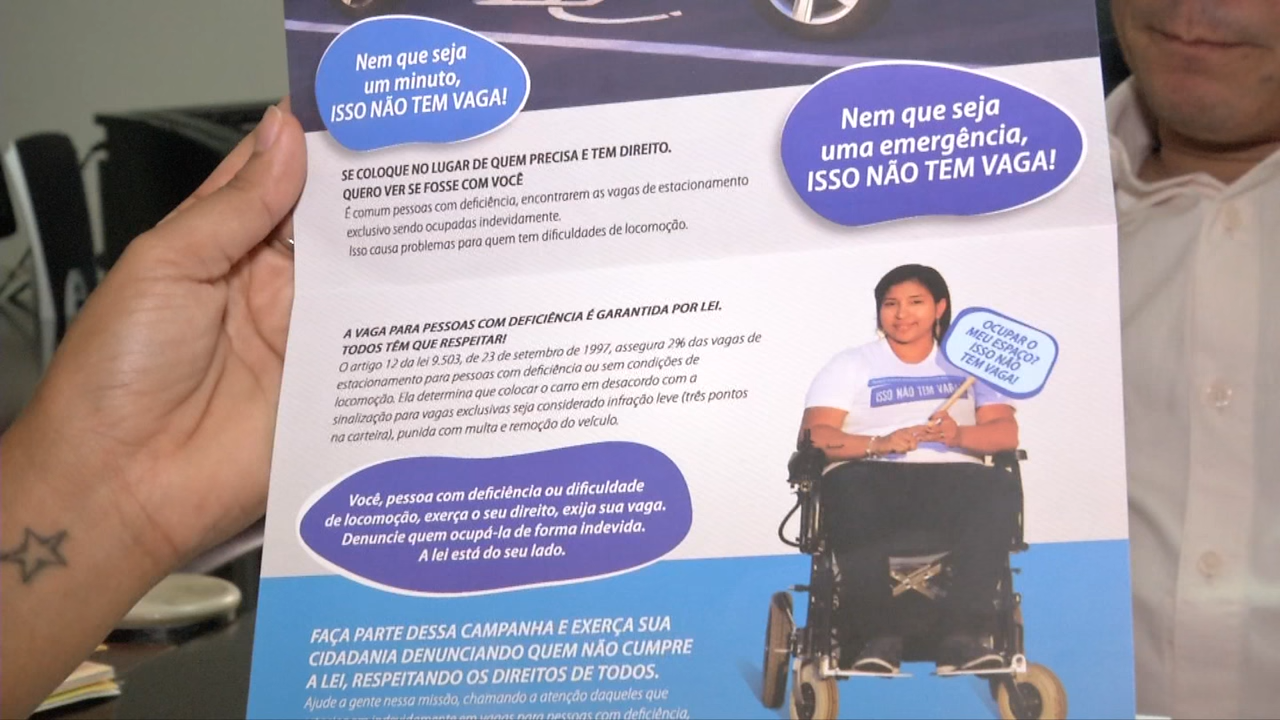 Nem que seja
um minuto,
ISSO NÃO TEM VAGA!
Nem que seja
uma emergência,
ISSO NÃO TEM VAGA!
SE COLOQUE NO LUGAR DE QUEM PRECISA E TEM DIREITO.
QUERO VER SE FOSSE COM VOCÊ
É comum pessoas com deficiência, encontrarem as vagas de estacionamento
exclusivo sendo ocupadas indevidamente.
Isso causa problemas para quem tem dificuldades de locomoção.
A VAGA PARA PESSOAS COM DEFICIÊNCIA É GARANTIDA POR LEI.
TODOS TÊM QUE RESPEITAR!
O artigo 12 da lei 9.503, de 23 de setembro de 1997, assegura 2% das vagas de
estacionamento para pessoas com deficiência ou sem condições de
locomoção. Ela determina que colocar o carro em desacordo com a
sinalização para vagas exclusivas seja considerado infração leve (três pontos
na carteira), punida com multa e remoção do veículo.
OCUPAR O
MEU ESPAÇO?
ISSO NÃO
TEM VAGA!
ISSO NÃO TEM VAGA
Você, pessoa com deficiência ou dificuldade
de locomoção, exerça o seu direito, exija sua vaga.
Denuncie quem ocupá-la de forma indevida.
A lei está do seu lado.
FAÇA PARTE DESSA CAMPANHA E EXERÇA SUA
CIDADANIA DENUNCIANDO QUEM NÃO CUMPRE
A LEI, RESPEITANDO OS DIREITOS DE TODOS.
Ajude a gente nessa missão, chamando a atenção daqueles que
indevidamente em vagas para pessoas com deficiência,